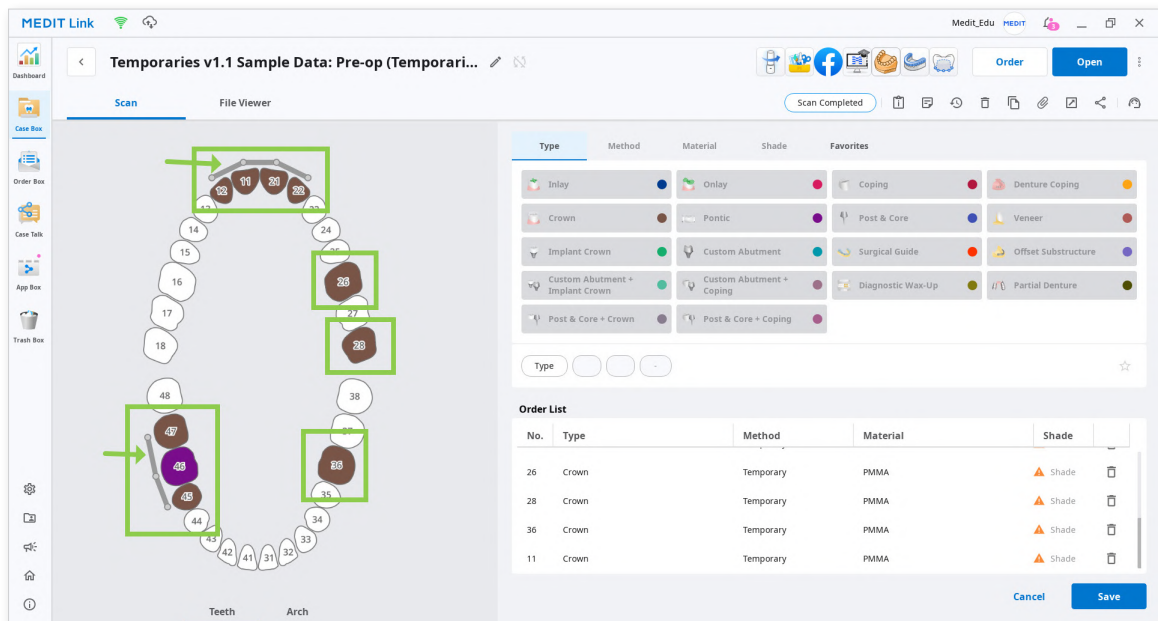 MEDIT Link
Medit_Edu MEDIT 3
Dashboard
Case Box
Order Box
Case Talk
App Box
Trash Box
Temporaries v1.1 Sample Data: Pre-op (Temporari...
Order
Open
Scan
File Viewer
Scan Completed
11 21
12 22
13 23
14 24
15 25
16 26
17 27
18 28
48 38
47 37
46 36
45 35
44 34
43 33
42 41 31 32
Teeth Arch
Type Method Material Shade Favorites
Inlay Onlay Coping Denture Coping
Crown Pontic Post & Core Veneer
Implant Crown Custom Abutment Surgical Guide Offset Substructure
Custom Abutment + Custom Abutment + Diagnostic Wax-Up Partial Denture
Implant Crown Coping
Post & Core + Crown Post & Core + Coping
Type -
Order List
No. Type Method Material Shade
26 Crown Temporary PMMA Shade
28 Crown Temporary PMMA Shade
36 Crown Temporary PMMA Shade
11 Crown Temporary PMMA Shade
Cancel
Save